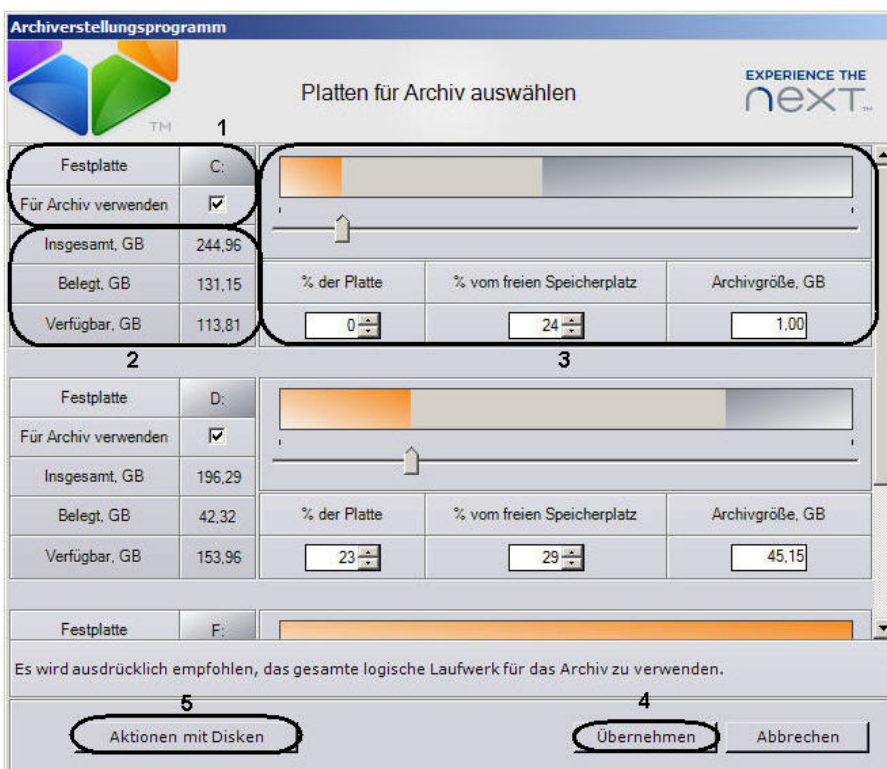 Archiverstellungsprogramm
Platten für Archiv auswählen
EXPERIENCE THE
next™
TM
1
Festplatte C:
Für Archiv verwenden
Insgesamt, GB 244,96
Belegt, GB 131,15
Verfügbar, GB 113,81
2
% der Platte % vom freien Speicherplatz Archivgröße, GB
0 24 1,00
3
Festplatte D:
Für Archiv verwenden
Insgesamt, GB 196,29
Belegt, GB 42,32
Verfügbar, GB 153,96
% der Platte % vom freien Speicherplatz Archivgröße, GB
23 29 45,15
Festplatte F:
Es wird ausdrücklich empfohlen, das gesamte logische Laufwerk für das Archiv zu verwenden.
5 4
Aktionen mit Disken Übernehmen Abbrechen